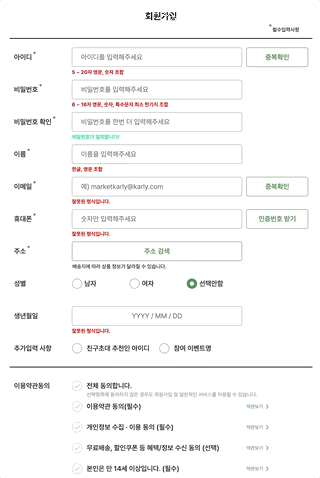 회원가입
*필수입력사항
아이디*
아이디를 입력해주세요
중복확인
5 ~ 20자 영문, 숫자 조합
비밀번호*
비밀번호를 입력해주세요
6 ~ 16자 영문, 숫자, 특수문자 최소 한가지 조합
비밀번호 확인*
비밀번호를 한번 더 입력해주세요
비밀번호가 일치합니다!
이름*
이름을 입력해주세요
한글, 영문 조합
이메일*
예) marketkarly@karly.com
중복확인
잘못된 형식입니다.
휴대폰*
숫자만 입력해주세요
인증번호 받기
잘못된 형식입니다.
주소*
주소 검색
배송지에 따라 상품 정보가 달라질 수 있습니다.
성별
남자
여자
선택안함
생년월일
YYYY / MM / DD
잘못된 형식입니다.
추가입력 사항
친구초대 추천인 아이디
참여 이벤트명
이용약관동의
전체 동의합니다.
선택항목에 동의하지 않은 경우도 회원가입 및 일반적인 서비스를 이용할 수 있습니다.
이용약관 동의(필수)
약관보기 >
개인정보 수집 · 이용 동의 (필수)
약관보기 >
무료배송, 할인쿠폰 등 혜택/정보 수신 동의 (선택)
약관보기 >
본인은 만 14세 이상입니다. (필수)
약관보기 >